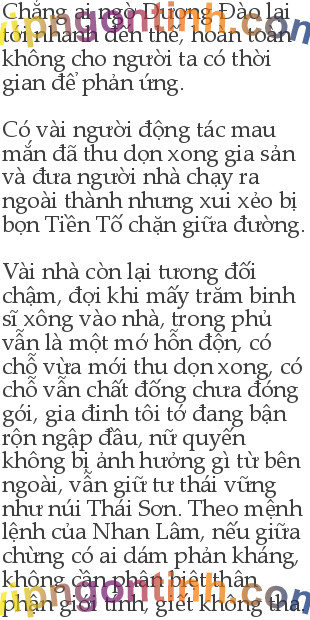 Chẳng ai ngờ Dương Đào lại
tới nhanh đến thế, hoàn toàn
không cho người ta có thời
gian để phản ứng.
Có vài người động tác mau
mắn đã thu dọn xong gia sản
và đưa người nhà chạy ra
ngoài thành nhưng xui xẻo bị
bọn Tiền Tố chặn giữa đường.
Vài nhà còn lại tương đối
chậm, đợi khi mấy trăm binh
sĩ xông vào nhà, trong phủ
vẫn là một mớ hỗn độn, có
chỗ vừa mới thu dọn xong, có
chỗ vẫn chất đống chưa đóng
gói, gia đinh tôi tớ đang bận
rộn ngập đầu, nữ quyến
không bị ảnh hưởng gì từ bên
ngoài, vẫn giữ tư thái vững
như núi Thái Sơn. Theo mệnh
lệnh của Nhan Lâm, nếu giữa
chừng có ai dám phản kháng,
không cần phân biệt thân
phận giới tính, giết không tha.